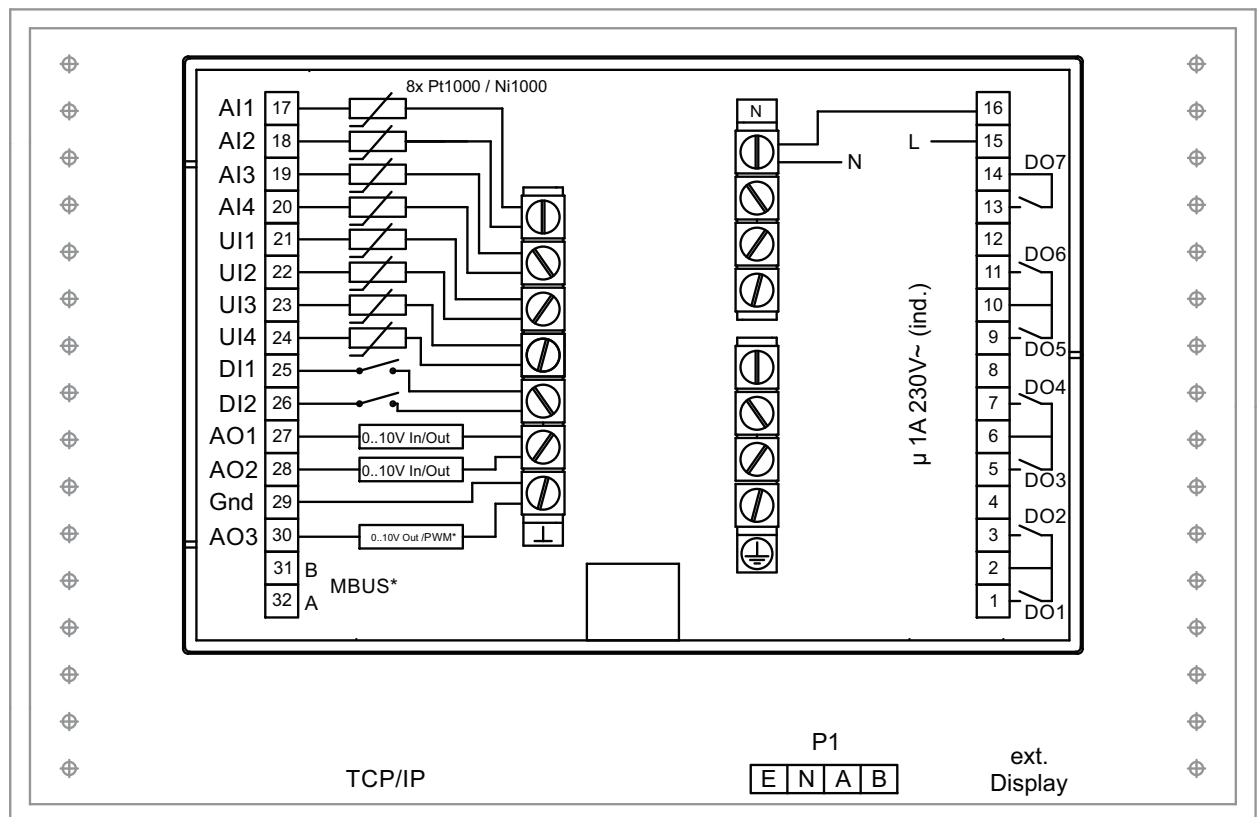 8x Pt1000 / Ni1000
AI1 17
AI2 18
AI3 19
AI4 20
UI1 21
UI2 22
UI3 23
UI4 24
DI1 25
DI2 26
AO1 27 0..10V In/Out
AO2 28 0..10V In/Out
Gnd 29
AO3 30 0..10V Out /PWM*
31 B
MBUS*
32 A
N
N
L
µ 1A 230V~ (ind.)
16
15
14 DO7
13
12
11 DO6
10
9 DO5
8
7 DO4
6
5 DO3
4
3 DO2
2
1 DO1
TCP/IP
P1
E N A B
ext.
Display